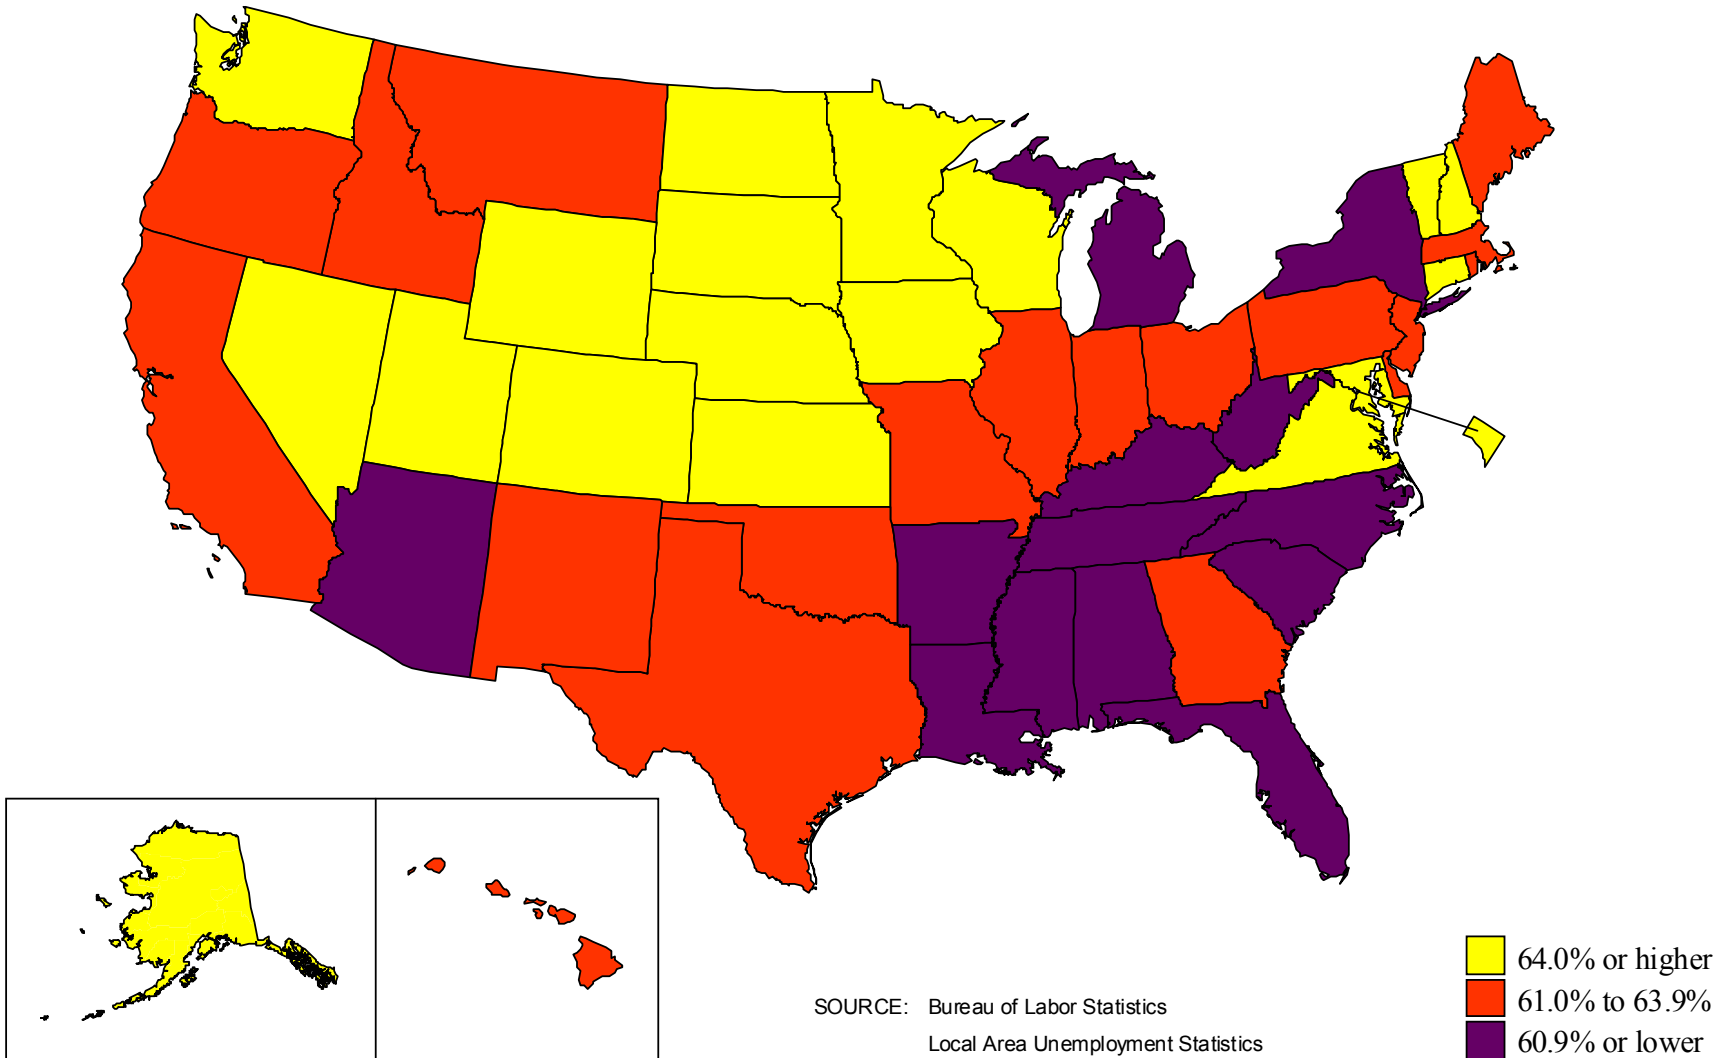 64.0% or higher
61.0% to 63.9%
60.9% or lower
SOURCE: Bureau of Labor Statistics
Local Area Unemployment Statistics